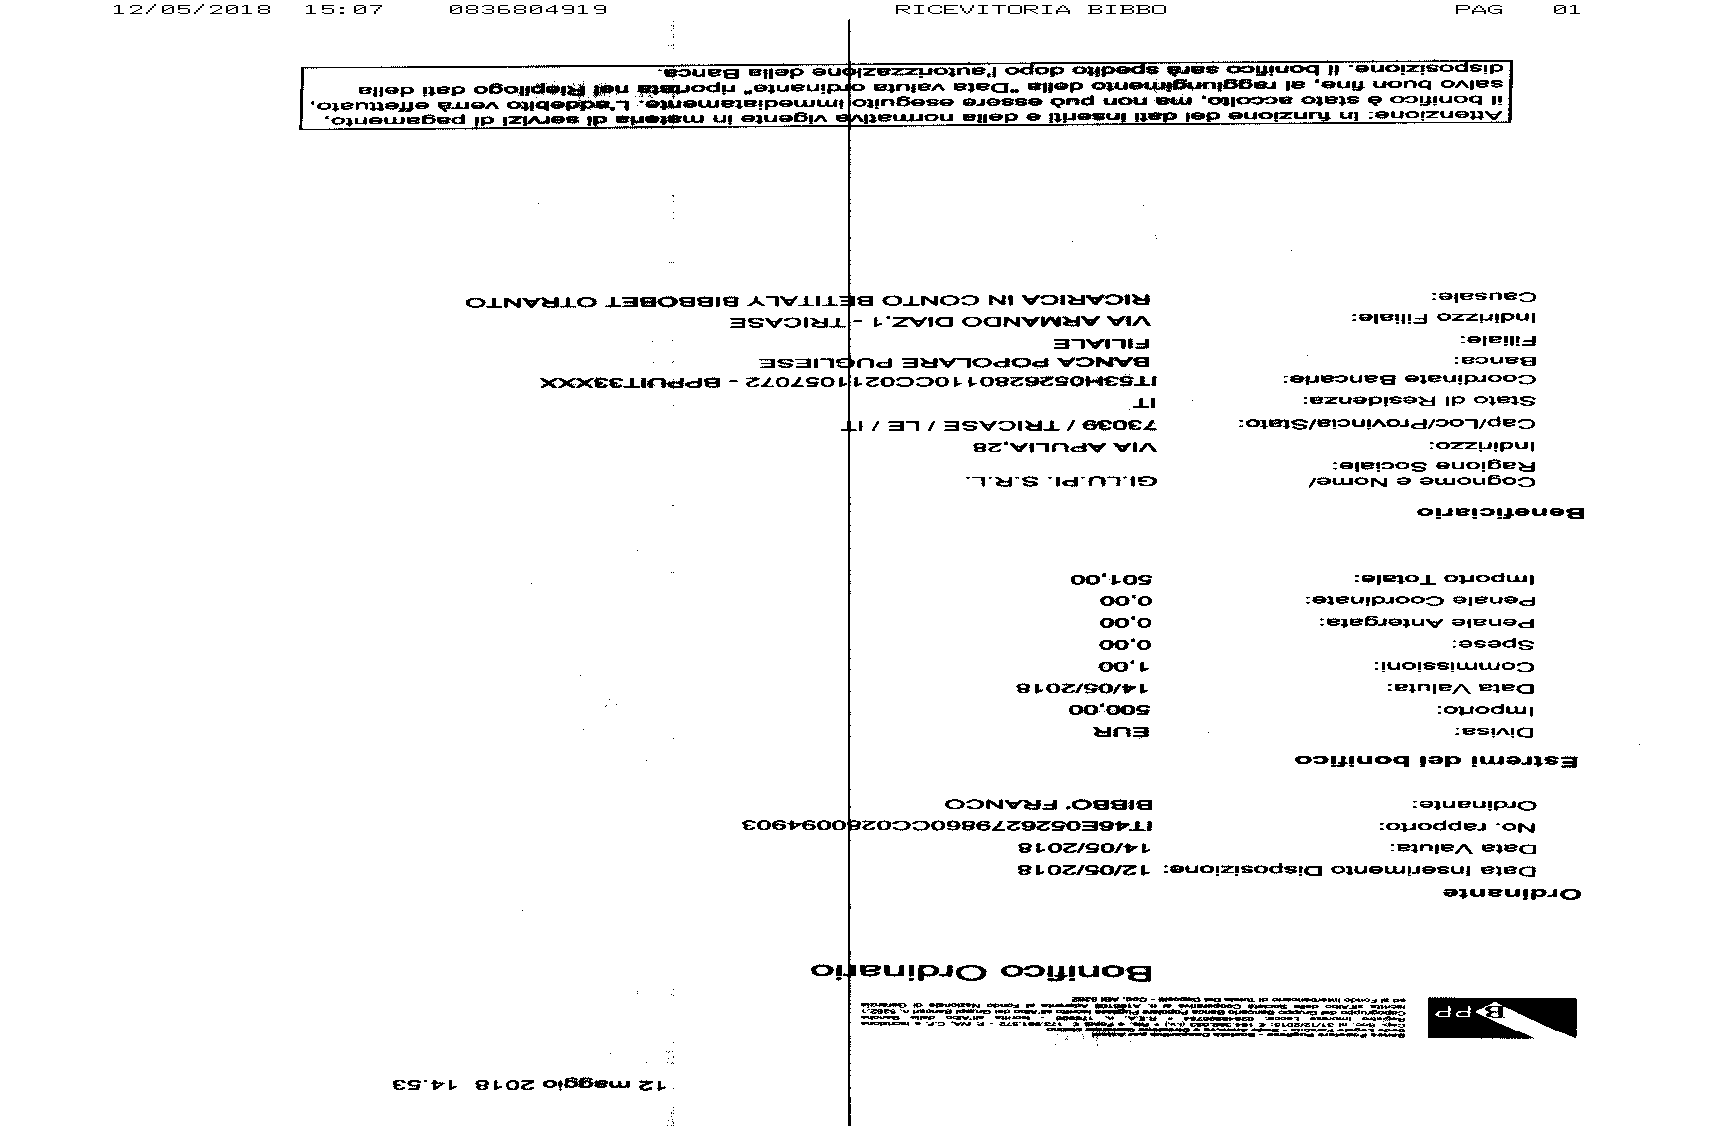 12/05/2018 15:07 0836804919 RICEVITORIA BIBBO PAG 01
12 maggio 2018 14.53
BPP
Bonifico Ordinario
Ordinante
Data Inserimento Disposizione: 12/05/2018
Data Valuta: 14/05/2018
No. rapporto: IT46E0526279860CC0280094903
Ordinante: BIBBO' FRANCO
Estremi del bonifico
Divisa: EUR
Importo: 500,00
Data Valuta: 14/05/2018
Commissioni: 1,00
Spese: 0,00
Penale Antergata: 0,00
Penale Coordinate: 0,00
Importo Totale: 501,00
Beneficiario
Cognome e Nome/ GI.LU.PI. S.R.L.
Ragione Sociale:
Indirizzo: VIA APULIA,28
Cap/Loc/Provincia/Stato: 73039 / TRICASE / LE / IT
Stato di Residenza: IT
Coordinate Bancarie: IT53H0526280110CC0211057072 - BPPUIT33XXX
Banca: BANCA POPOLARE PUGLIESE
Filiale: FILIALE
Indirizzo Filiale: VIA ARMANDO DIAZ,1 - TRICASE
Causale: RICARICA IN CONTO BETITALY BIBBOBET OTRANTO
Attenzione: in funzione dei dati inseriti e della normativa vigente in materia di servizi di pagamento,
il bonifico è stato accolto, ma non può essere eseguito immediatamente. L'addebito verrà effettuato,
salvo buon fine, al raggiungimento della "Data valuta ordinante" riportata nel Riepilogo dati della
disposizione. Il bonifico sarà spedito dopo l'autorizzazione della Banca.